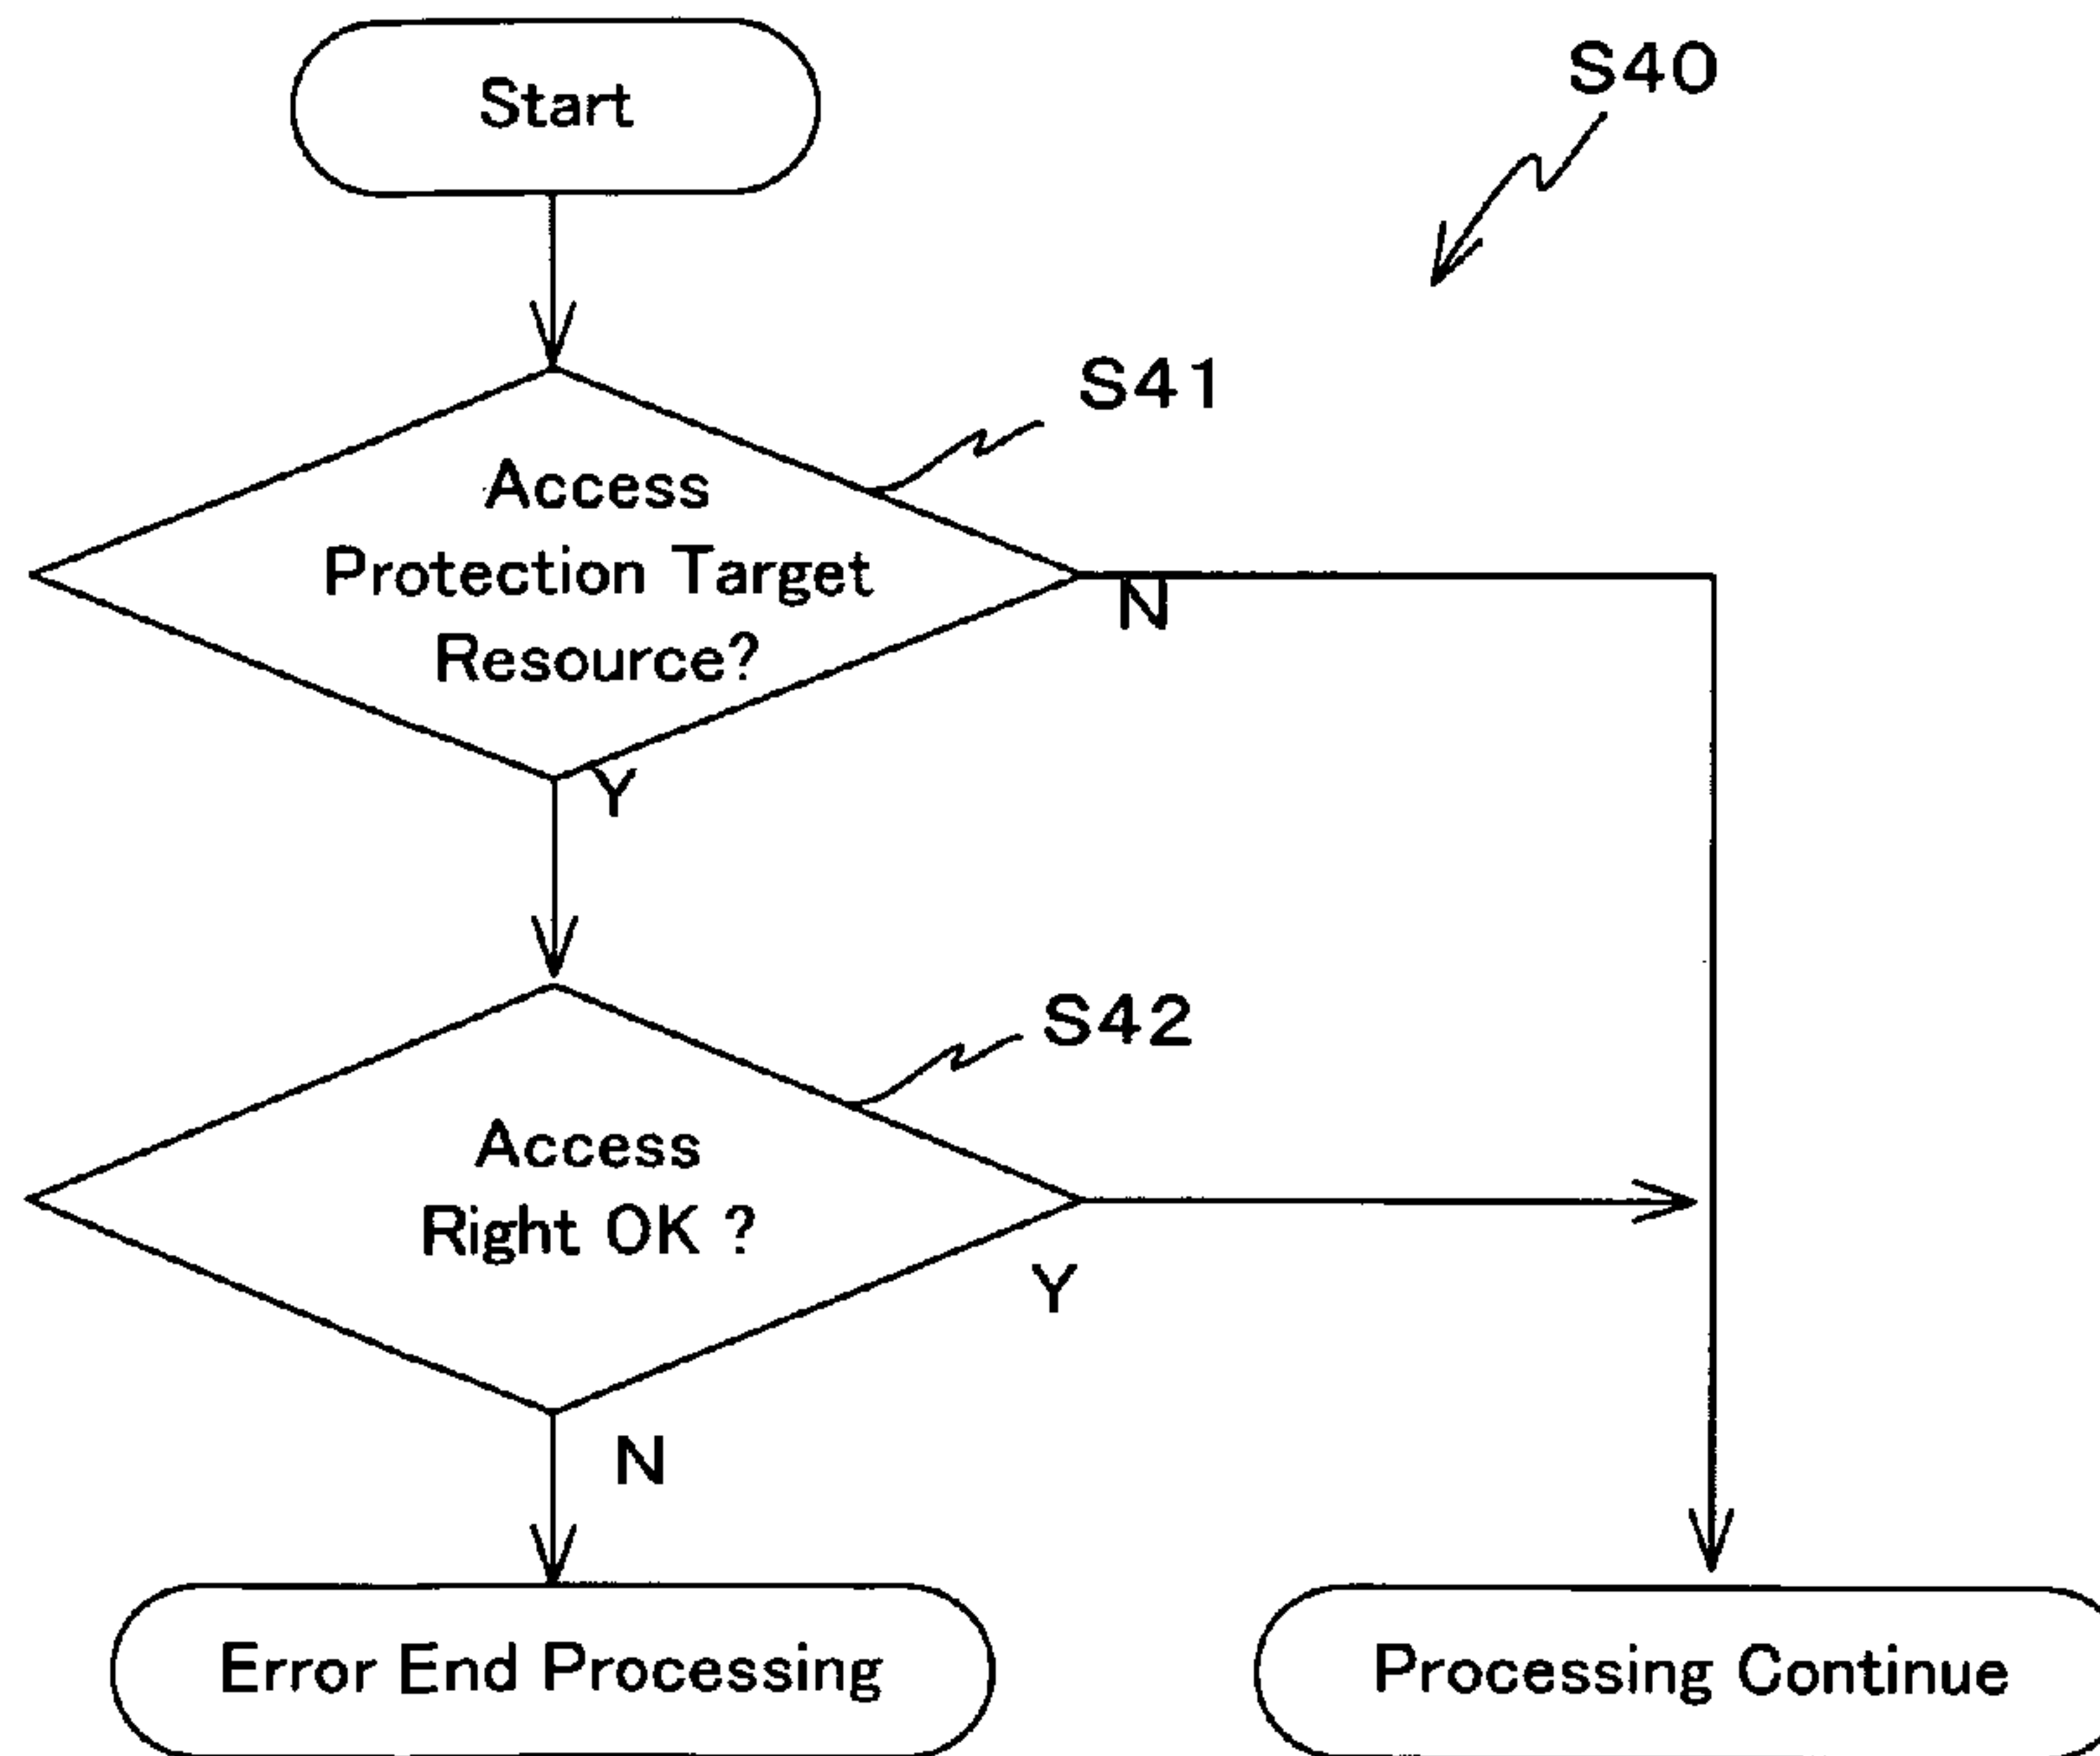 Start
S40
S41
Access
Protection Target
Resource?
N
Y
S42
Access
Right OK ?
Y
N
Error End Processing
Processing Continue